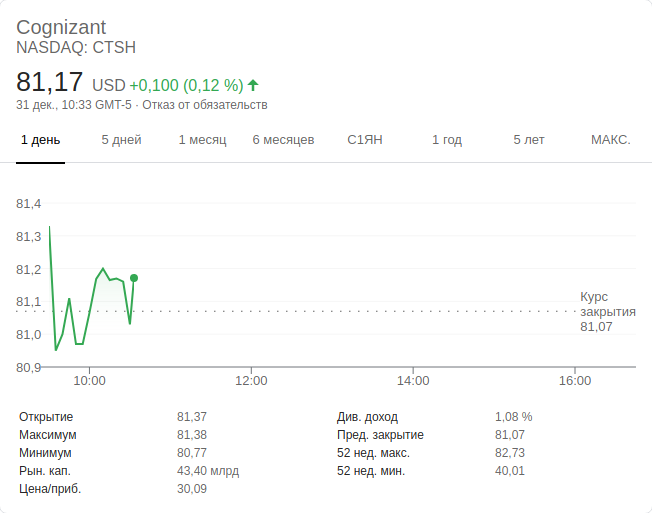 Cognizant
NASDAQ: CTSH
81,17 USD +0,100 (0,12 %)
31 дек., 10:33 GMT-5 · Отказ от обязательств
1 день 5 дней 1 месяц 6 месяцев С1ЯН 1 год 5 лет МАКС.
81,4
81,3
81,2
81,1
81,0
80,9
Курс
закрытия
81,07
10:00 12:00 14:00 16:00
Открытие 81,37 Див. доход 1,08 %
Максимум 81,38 Пред. закрытие 81,07
Минимум 80,77 52 нед. макс. 82,73
Рын. кап. 43,40 млрд 52 нед. мин. 40,01
Цена/приб. 30,09